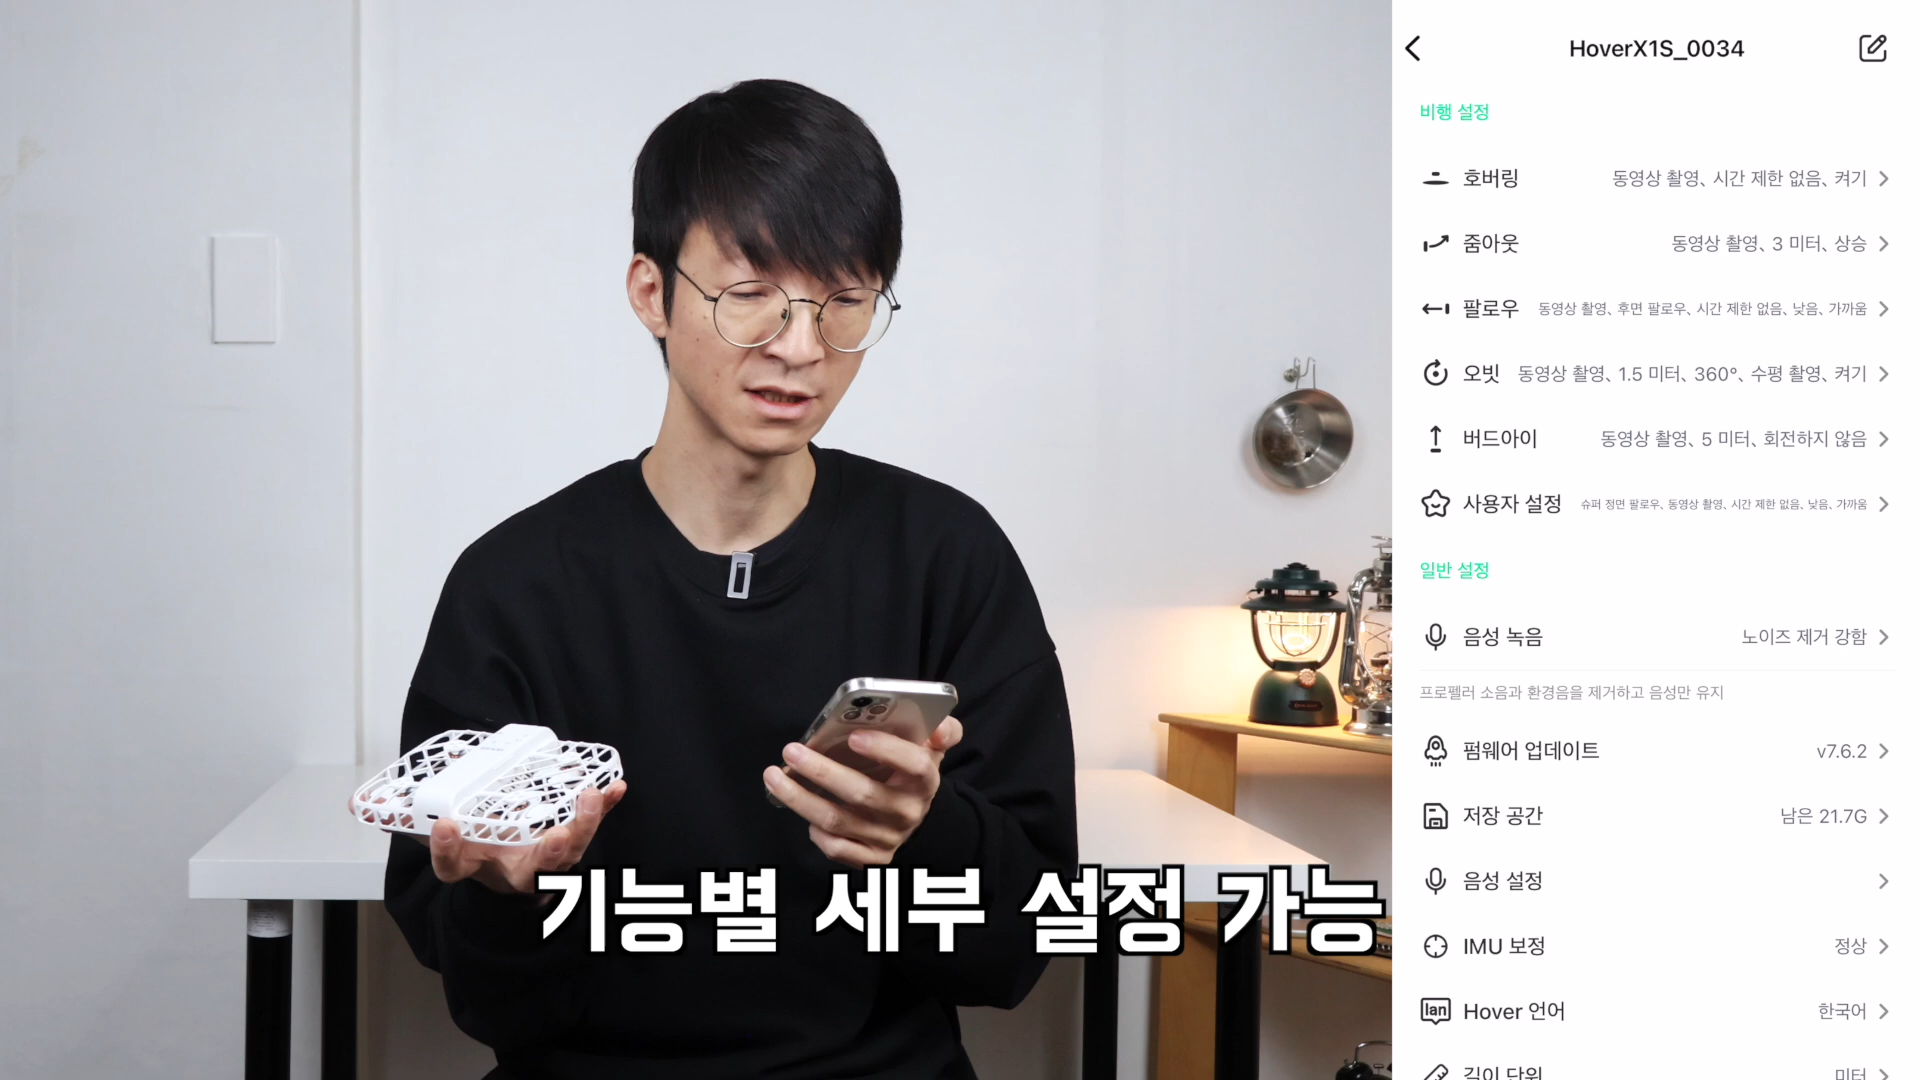 HoverX1S_0034
비행 설정
호버링 동영상 촬영、시간 제한 없음、켜기
줌아웃 동영상 촬영、3 미터、상승
팔로우 동영상 촬영、후면 팔로우、시간 제한 없음、낮음、가까움
오빗 동영상 촬영、1.5 미터、360°、수평 촬영、켜기
버드아이 동영상 촬영、5 미터、회전하지 않음
사용자 설정 슈퍼 정면 팔로우、동영상 촬영、시간 제한 없음、낮음、가까움
일반 설정
음성 녹음 노이즈 제거 강함
프로펠러 소음과 환경음을 제거하고 음성만 유지
펌웨어 업데이트 v7.6.2
저장 공간 남은 21.7G
음성 설정
IMU 보정 정상
lan Hover 언어 한국어
길이 단위 미터
기능별 세부 설정 가능